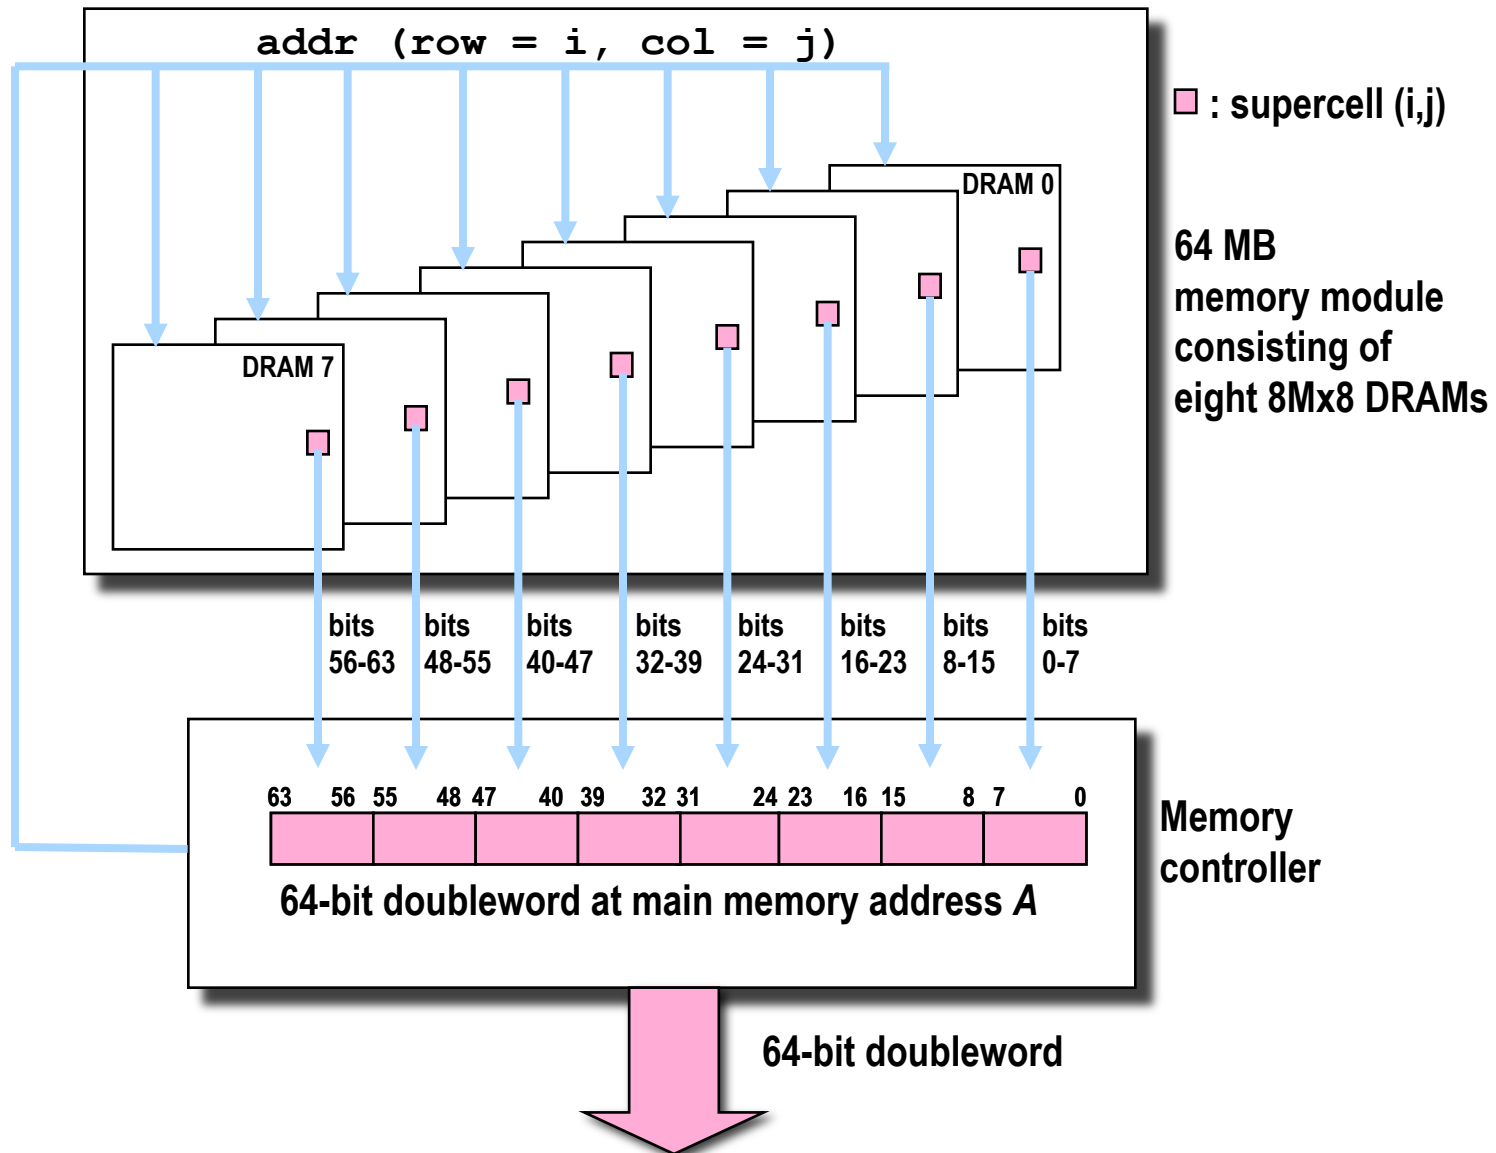 addr (row = i, col = j)
: supercell (i,j)
DRAM 0
64 MB
memory module
consisting of
eight 8Mx8 DRAMs
DRAM 7
bits
56-63
bits
48-55
bits
40-47
bits
32-39
bits
24-31
bits
16-23
bits
8-15
bits
0-7
63 56 55 48 47 40 39 32 31 24 23 16 15 8 7 0
64-bit doubleword at main memory address A
Memory
controller
64-bit doubleword